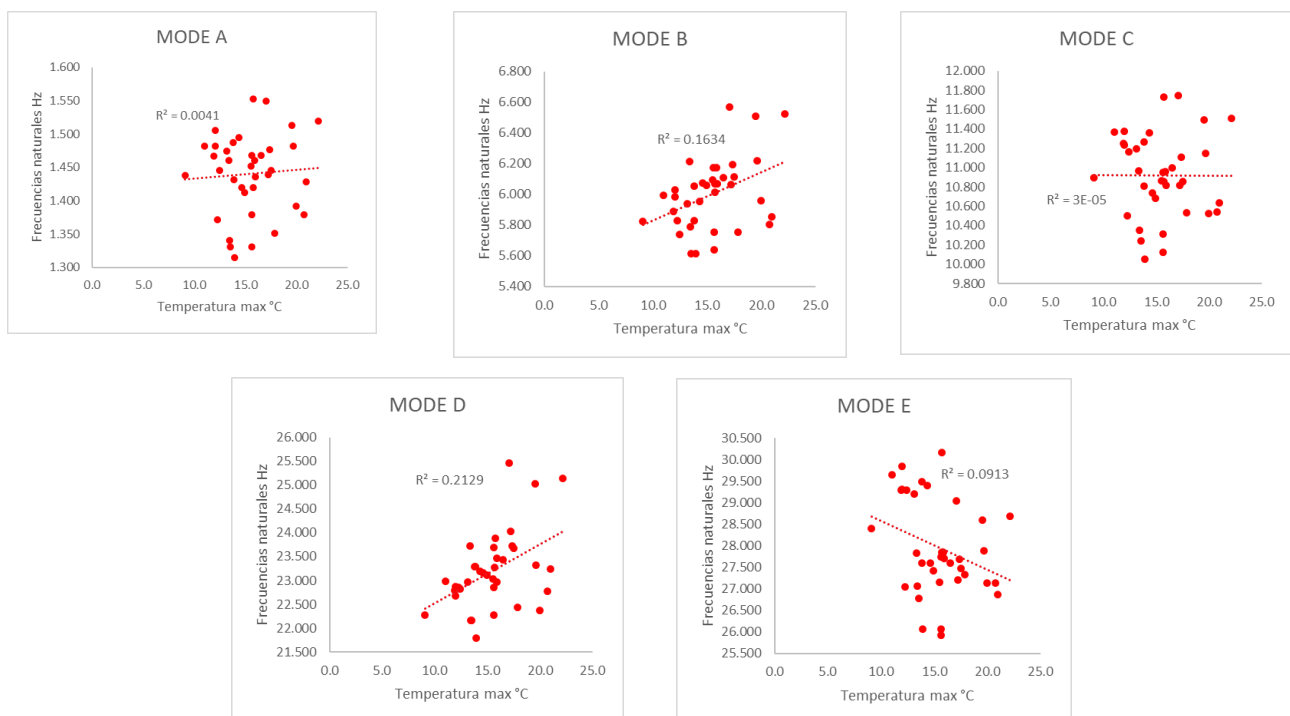 MODE A
Frecuencias naturales Hz
1.600
1.550
1.500
1.450
1.400
1.350
1.300
R² = 0.0041
0.0 5.0 10.0 15.0 20.0 25.0
Temperatura max °C
MODE B
Frecuencias naturales Hz
6.800
6.600
6.400
6.200
6.000
5.800
5.600
5.400
R² = 0.1634
0.0 5.0 10.0 15.0 20.0 25.0
Temperatura max °C
MODE C
Frecuencias naturales Hz
12.000
11.800
11.600
11.400
11.200
11.000
10.800
10.600
10.400
10.200
10.000
9.800
R² = 3E-05
0.0 5.0 10.0 15.0 20.0 25.0
Temperatura max °C
MODE D
Frecuencias naturales Hz
26.000
25.500
25.000
24.500
24.000
23.500
23.000
22.500
22.000
21.500
R² = 0.2129
0.0 5.0 10.0 15.0 20.0 25.0
Temperatura max °C
MODE E
Frecuencias naturales Hz
30.500
30.000
29.500
29.000
28.500
28.000
27.500
27.000
26.500
26.000
25.500
R² = 0.0913
0.0 5.0 10.0 15.0 20.0 25.0
Temperatura max °C